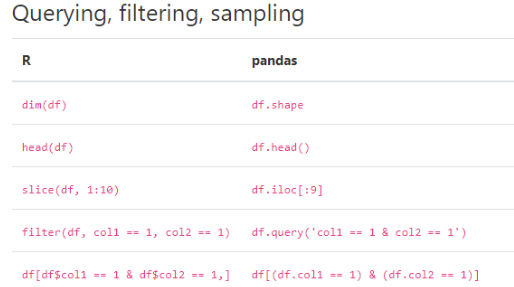 Querying, filtering, sampling
R pandas
dim(df) df.shape
head(df) df.head()
slice(df, 1:10) df.iloc[:9]
filter(df, col1 == 1, col2 == 1) df.query('col1 == 1 & col2 == 1')
df[df$col1 == 1 & df$col2 == 1,] df[(df.col1 == 1) & (df.col2 == 1)]